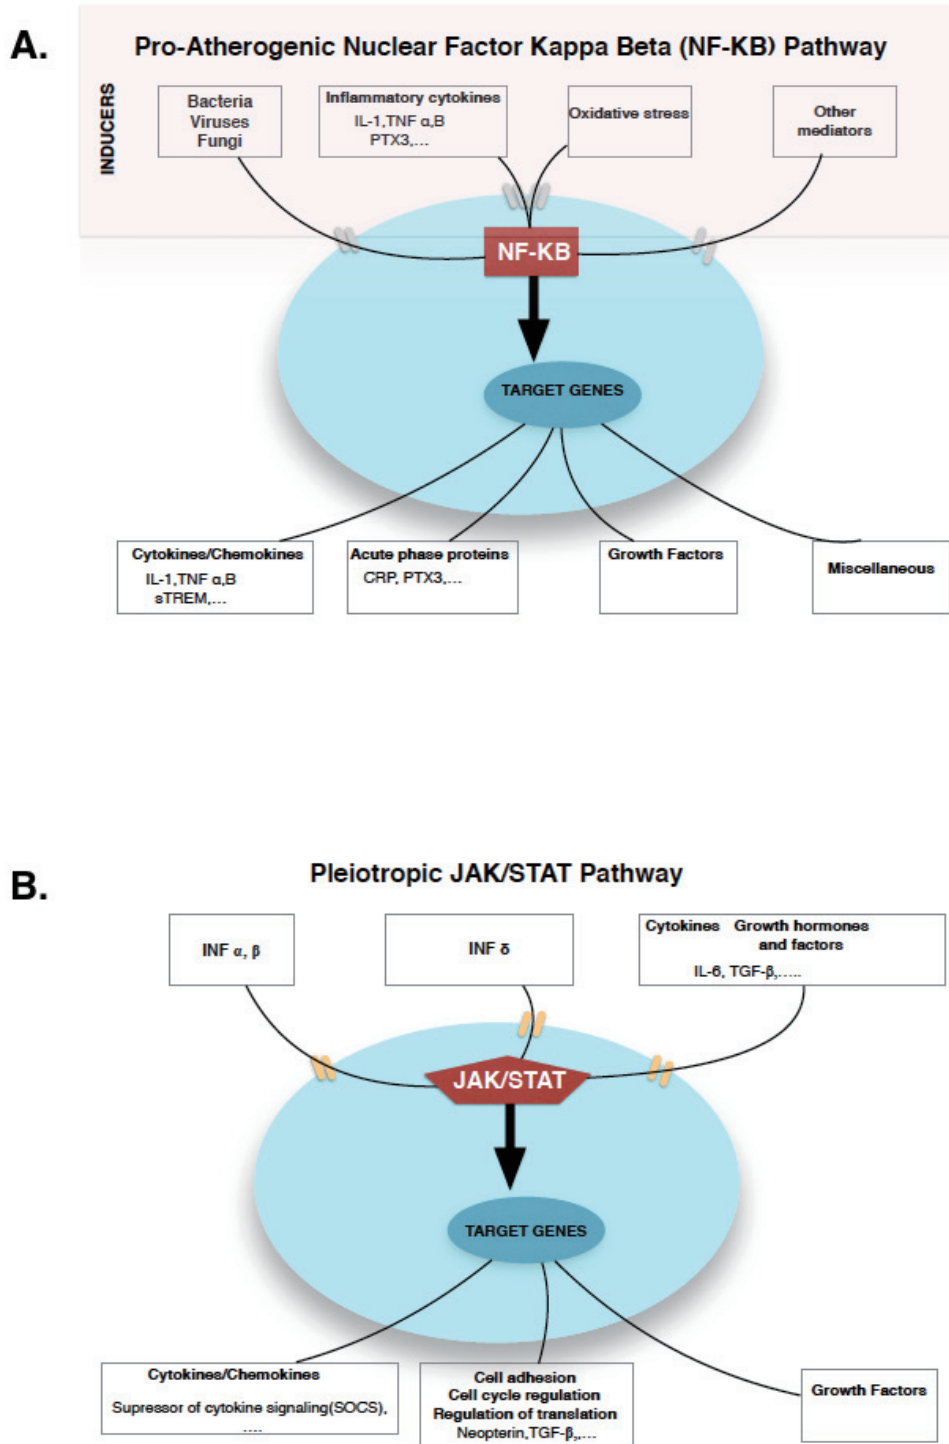 A.
Pro-Atherogenic Nuclear Factor Kappa Beta (NF-KB) Pathway
INDUCERS
Bacteria
Viruses
Fungi
Inflammatory cytokines
IL-1,TNF α,B
PTX3,...
Oxidative stress
Other
mediators
NF-KB
TARGET GENES
Cytokines/Chemokines
IL-1,TNF α,B
sTREM,...
Acute phase proteins
CRP, PTX3,...
Growth Factors
Miscellaneous
B.
Pleiotropic JAK/STAT Pathway
INF α, β
INF δ
Cytokines Growth hormones
and factors
IL-6, TGF-β,.....
JAK/STAT
TARGET GENES
Cytokines/Chemokines
Supressor of cytokine signaling(SOCS),
....
Cell adhesion
Cell cycle regulation
Regulation of translation
Neopterin,TGF-β,,...
Growth Factors